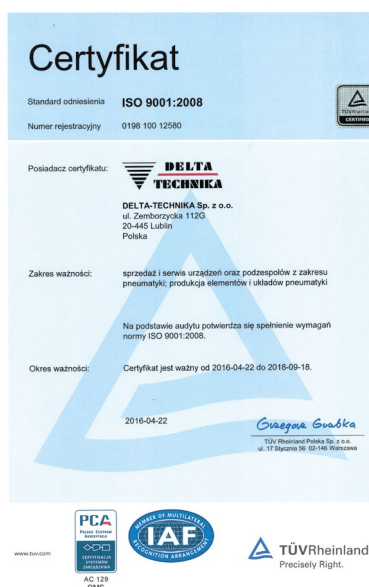 Certyfikat
Standard odniesienia ISO 9001:2008
Numer rejestracyjny 0198 100 12580
TÜVRheinland
CERTIFIED
Posiadacz certyfikatu:
DELTA
TECHNIKA
DELTA-TECHNIKA Sp. z o.o.
ul. Zemborzycka 112G
20-445 Lublin
Polska
Zakres ważności: sprzedaż i serwis urządzeń oraz podzespołów z zakresu
pneumatyki; produkcja elementów i układów pneumatyki
Na podstawie audytu potwierdza się spełnienie wymagań
normy ISO 9001:2008.
Okres ważności: Certyfikat jest ważny od 2016-04-22 do 2018-09-18.
2016-04-22
TÜV Rheinland Polska Sp. z o.o.
ul. 17 Stycznia 56 02-146 Warszawa
www.tuv.com
PCA
POLSKIE CENTRUM
AKREDYTACJI
CERTYFIKACJA
SYSTEMÓW
ZARZĄDZANIA
AC 129
QMS
MEMBER OF MULTILATERAL
IAF
RECOGNITION ARRANGEMENT
TÜVRheinland
Precisely Right.